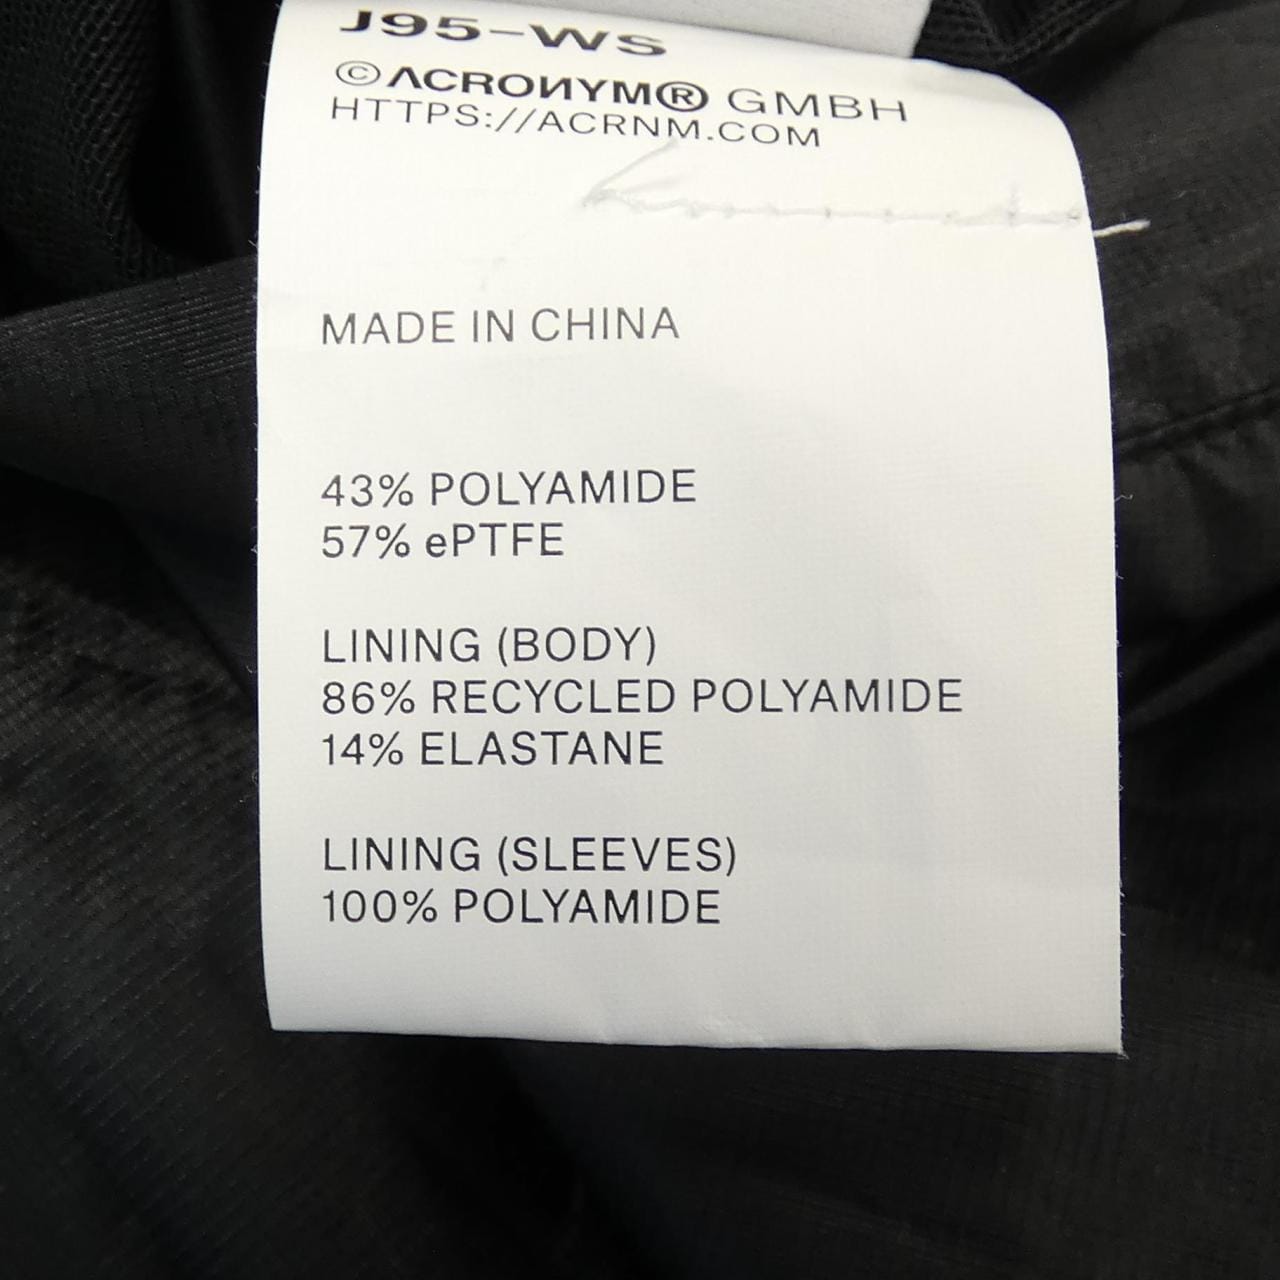 J95-WS
©ΛCROИYM® GMBH
HTTPS://ACRNM.COM
MADE IN CHINA
43% POLYAMIDE
57% ePTFE
LINING (BODY)
86% RECYCLED POLYAMIDE
14% ELASTANE
LINING (SLEEVES)
100% POLYAMIDE